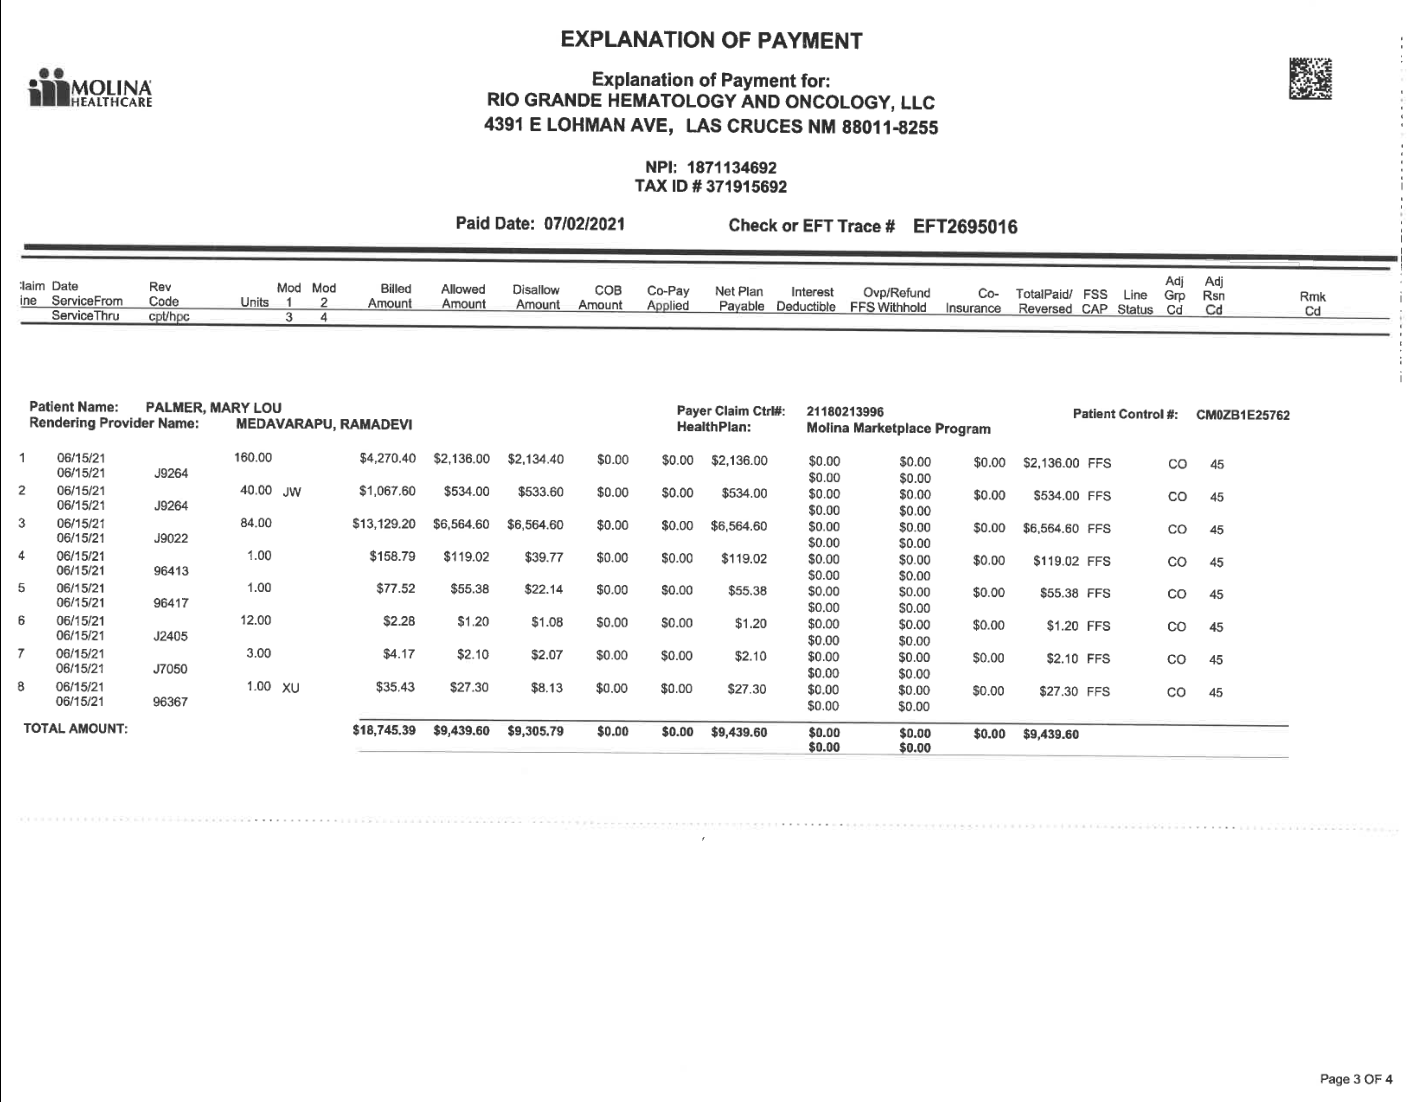 EXPLANATION OF PAYMENT
MOLINA
HEALTHCARE
Explanation of Payment for:
RIO GRANDE HEMATOLOGY AND ONCOLOGY, LLC
4391 E LOHMAN AVE, LAS CRUCES NM 88011-8255
NPI: 1871134692
TAX ID # 371915692
Paid Date: 07/02/2021 Check or EFT Trace # EFT2695016
laim Date Rev Mod Mod Billed Allowed Disallow COB Co-Pay Net Plan Interest Ovp/Refund Co- TotalPaid/ FSS Line Adj Adj Rmk
ine ServiceFrom Code Units 1 2 Amount Amount Amount Amount Applied Payable Deductible FFS Withhold Insurance Reversed CAP Status Grp Rsn Cd
ServiceThru cpt/hpc 3 4 Cd Cd
Patient Name: PALMER, MARY LOU Payer Claim Ctrl#: 21180213996 Patient Control #: CM0ZB1E25762
Rendering Provider Name: MEDAVARAPU, RAMADEVI HealthPlan: Molina Marketplace Program
1 06/15/21 160.00 $4,270.40 $2,136.00 $2,134.40 $0.00 $0.00 $2,136.00 $0.00 $0.00 $0.00 $2,136.00 FFS CO 45
06/15/21 J9264 $0.00 $0.00
2 06/15/21 40.00 JW $1,067.60 $534.00 $533.60 $0.00 $0.00 $534.00 $0.00 $0.00 $0.00 $534.00 FFS CO 45
06/15/21 J9264 $0.00 $0.00
3 06/15/21 84.00 $13,129.20 $6,564.60 $6,564.60 $0.00 $0.00 $6,564.60 $0.00 $0.00 $0.00 $6,564.60 FFS CO 45
06/15/21 J9022 $0.00 $0.00
4 06/15/21 1.00 $158.79 $119.02 $39.77 $0.00 $0.00 $119.02 $0.00 $0.00 $0.00 $119.02 FFS CO 45
06/15/21 96413 $0.00 $0.00
5 06/15/21 1.00 $77.52 $55.38 $22.14 $0.00 $0.00 $55.38 $0.00 $0.00 $0.00 $55.38 FFS CO 45
06/15/21 96417 $0.00 $0.00
6 06/15/21 12.00 $2.28 $1.20 $1.08 $0.00 $0.00 $1.20 $0.00 $0.00 $0.00 $1.20 FFS CO 45
06/15/21 J2405 $0.00 $0.00
7 06/15/21 3.00 $4.17 $2.10 $2.07 $0.00 $0.00 $2.10 $0.00 $0.00 $0.00 $2.10 FFS CO 45
06/15/21 J7050 $0.00 $0.00
8 06/15/21 1.00 XU $35.43 $27.30 $8.13 $0.00 $0.00 $27.30 $0.00 $0.00 $0.00 $27.30 FFS CO 45
06/15/21 96367 $0.00 $0.00
TOTAL AMOUNT: $18,745.39 $9,439.60 $9,305.79 $0.00 $0.00 $9,439.60 $0.00 $0.00 $0.00 $9,439.60
$0.00 $0.00
Page 3 OF 4